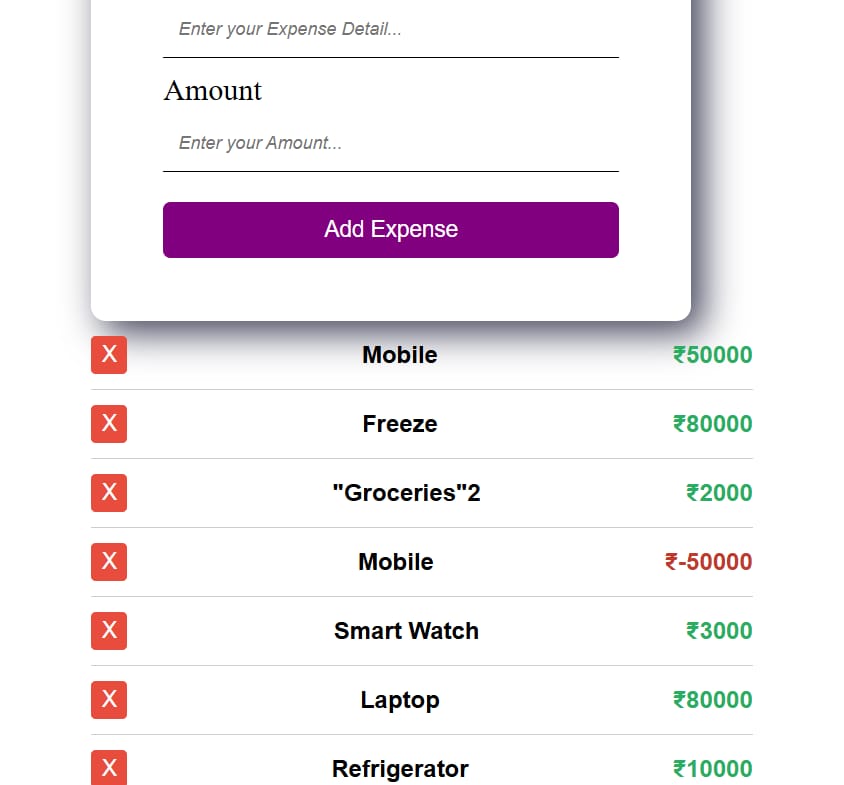 Enter your Expense Detail...
Amount
Enter your Amount...
Add Expense
X Mobile ₹50000
X Freeze ₹80000
X "Groceries"2 ₹2000
X Mobile ₹-50000
X Smart Watch ₹3000
X Laptop ₹80000
X Refrigerator ₹10000